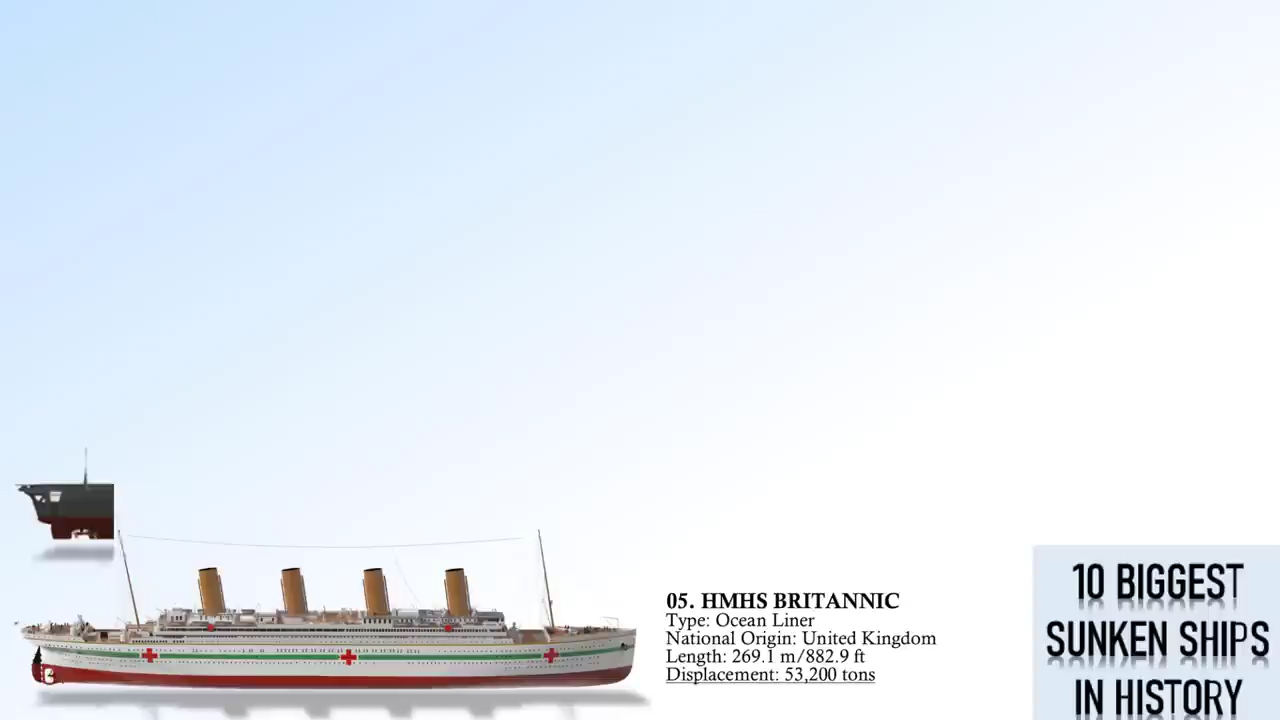 05. HMHS BRITANNIC
Type: Ocean Liner
National Origin: United Kingdom
Length: 269.1 m/882.9 ft
Displacement: 53,200 tons
10 BIGGEST
SUNKEN SHIPS
IN HISTORY